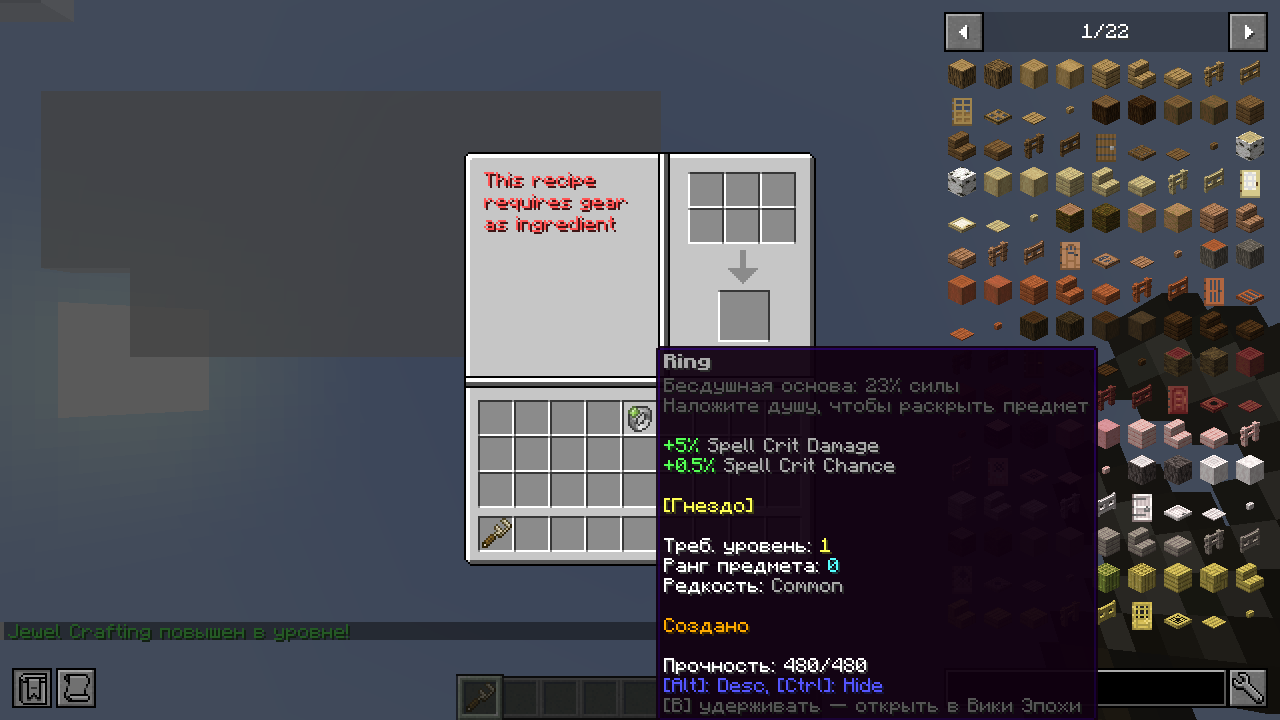 1/22
This recipe
requires gear
as ingredient
Ring
Бесдушная основа: 23% силы
Наложите душу, чтобы раскрыть предмет
+5% Spell Crit Damage
+0.5% Spell Crit Chance
[Гнездо]
Треб. уровень: 1
Ранг предмета: 0
Редкость: Common
Создано
Прочность: 480/480
[Alt]: Desc, [Ctrl]: Hide
[B] удерживать — открыть в Вики Эпохи
Jewel Crafting повышен в уровне!